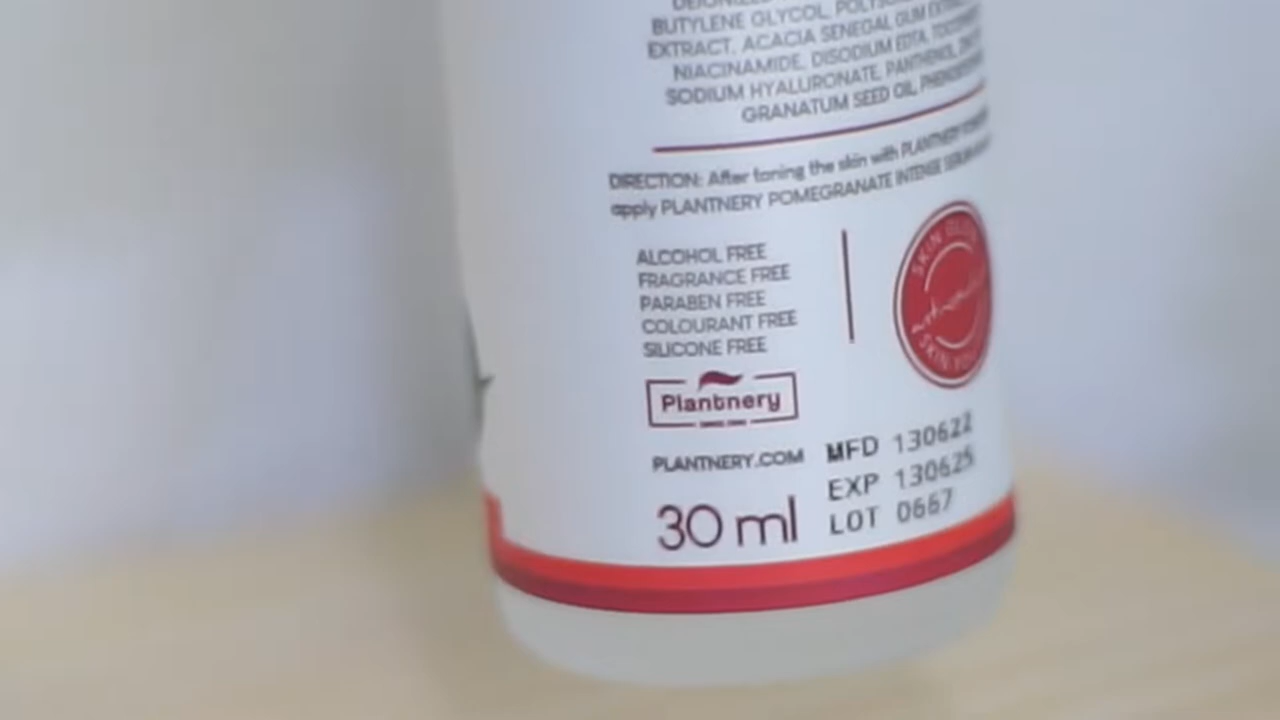 BUTYLENE GLYCOL,
EXTRACT, ACACIA SENEGAL GUM
NIACINAMIDE, DISODIUM EDTA,
SODIUM HYALURONATE, PANTHENOL,
GRANATUM SEED OIL,
DIRECTION: After toning the skin with PLANTNERY
apply PLANTNERY POMEGRANATE INTENSE
ALCOHOL FREE
FRAGRANCE FREE
PARABEN FREE
COLOURANT FREE
SILICONE FREE
SKIN
SKIN
Plantnery
PLANTNERY.COM
30 ml
MFD 130622
EXP 130625
LOT 0667